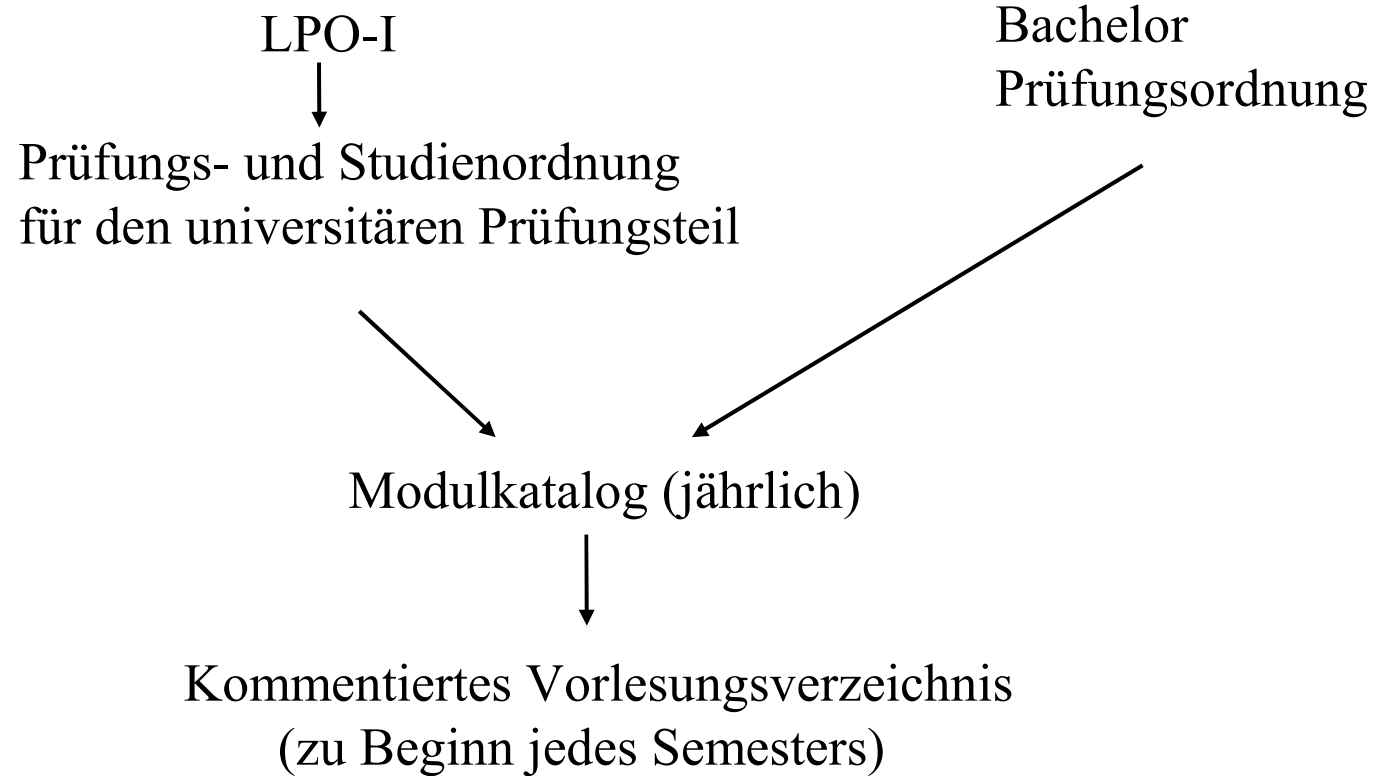 LPO-I
Prüfungs- und Studienordnung
für den universitären Prüfungsteil
Bachelor
Prüfungsordnung
Modulkatalog (jährlich)
Kommentiertes Vorlesungsverzeichnis
(zu Beginn jedes Semesters)